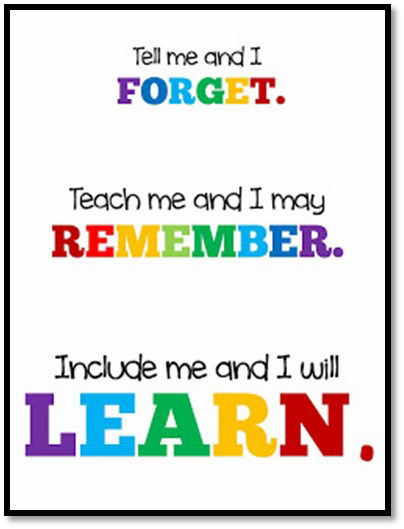 Tell me and I
FORGET.
Teach me and I may
REMEMBER.
Include me and I will
LEARN.